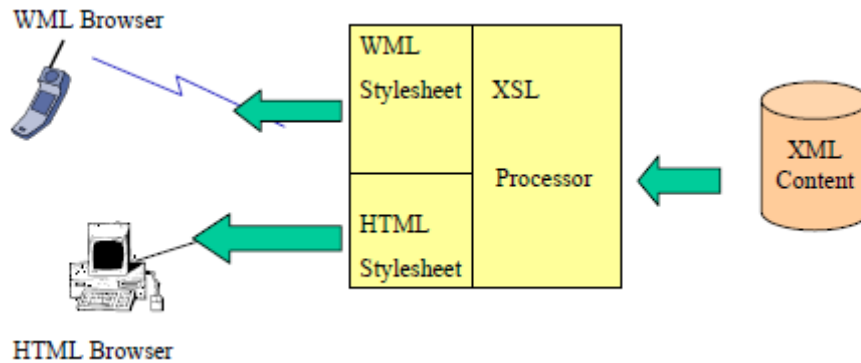 WML Browser
WML
Stylesheet
XSL
Processor
HTML
Stylesheet
XML
Content
HTML Browser